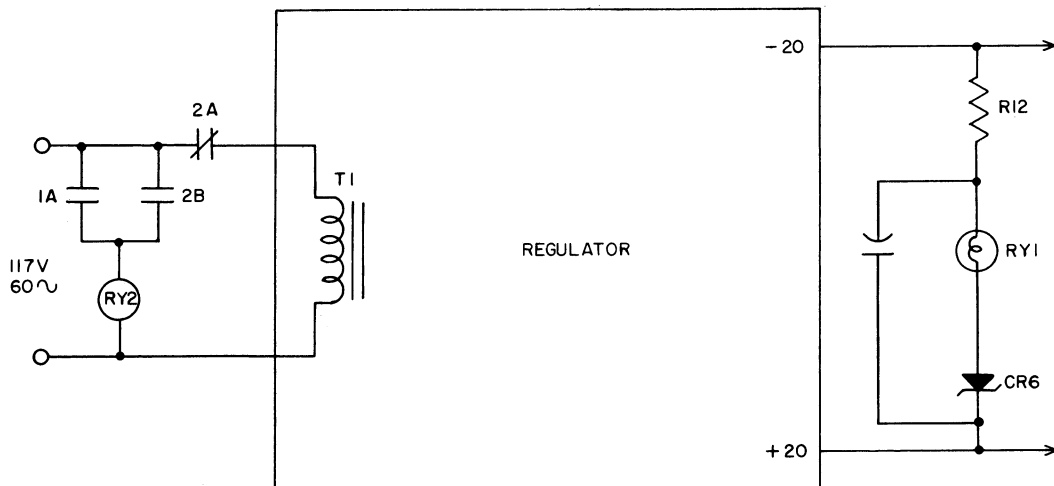 -20
R12
2A
T1
1A
2B
REGULATOR
RY1
117V
60∿
RY2
CR6
+20